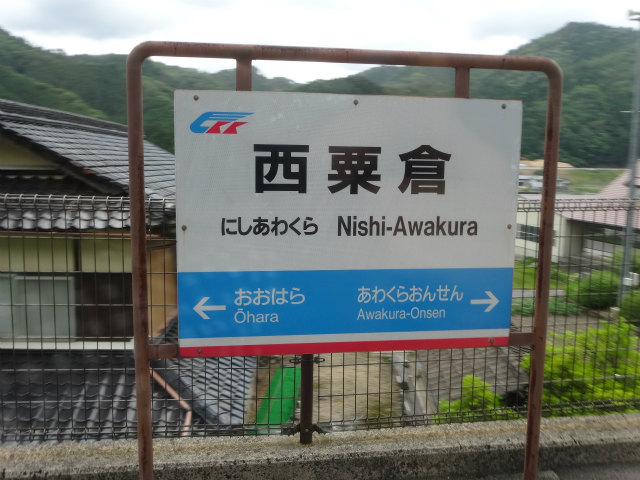 西粟倉
にしあわくら Nishi-Awakura
← おおはら あわくらおんせん →
Ōhara Awakura-Onsen